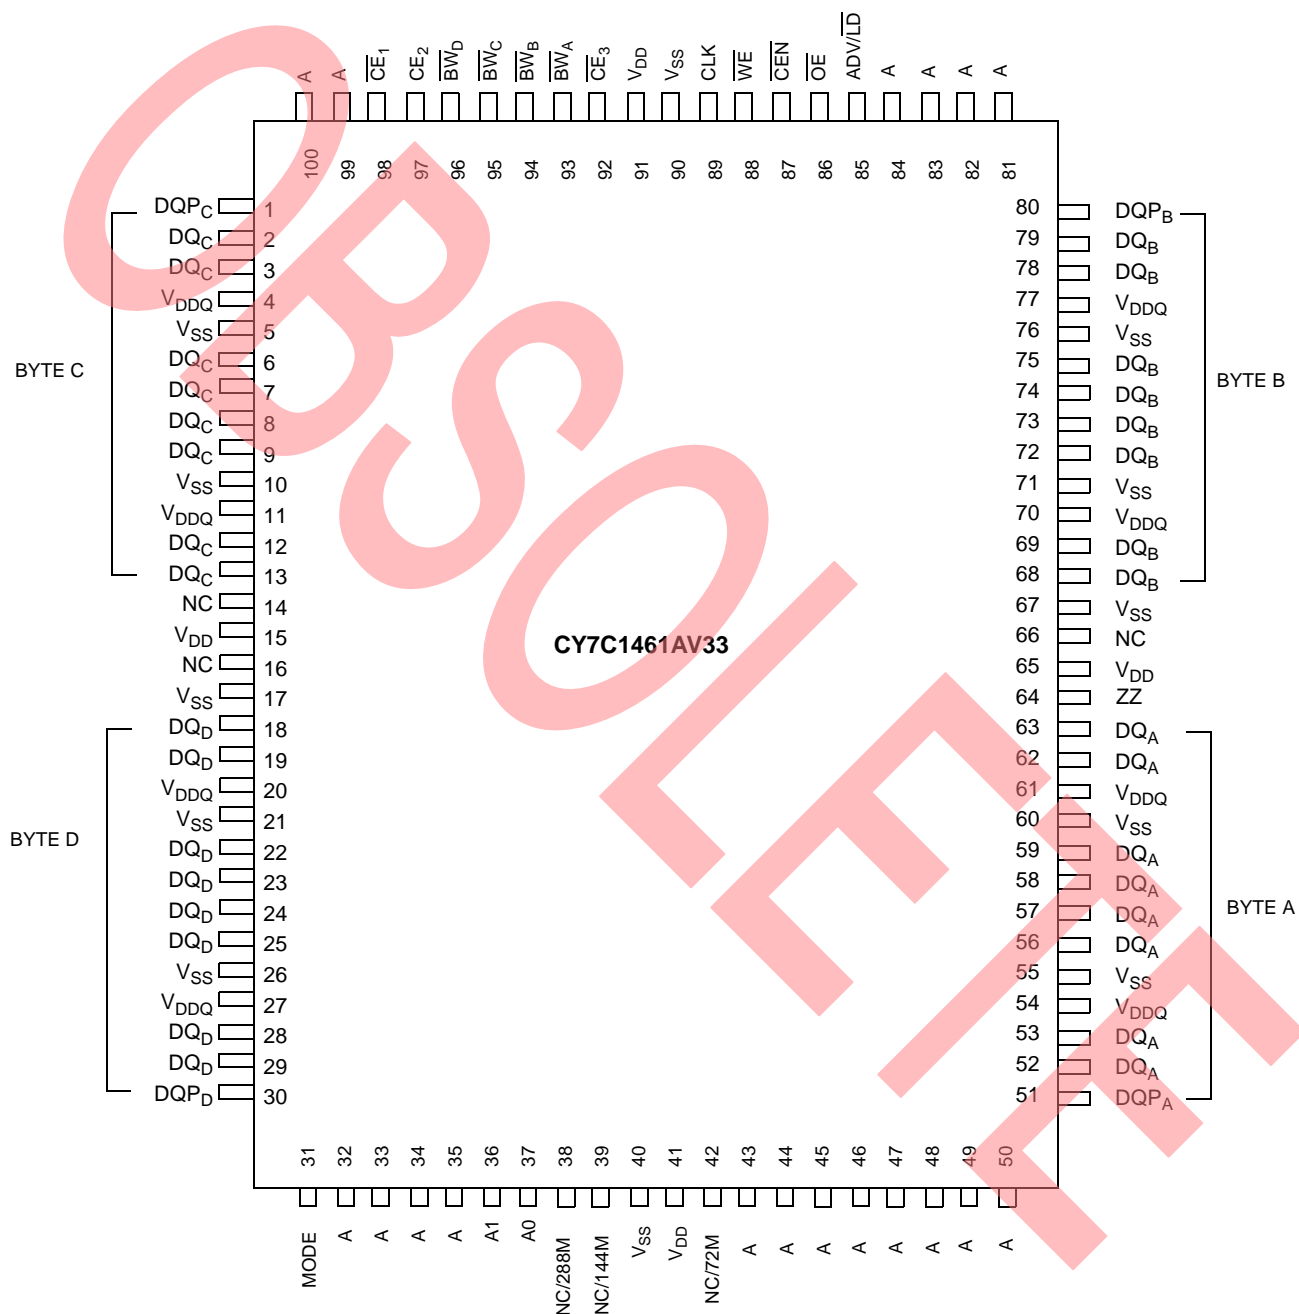 A A CE1 CE2 BWD BWC BWB BWA CE3 VDD VSS CLK WE CEN OE ADV/LD A A A A
100 99 98 97 96 95 94 93 92 91 90 89 88 87 86 85 84 83 82 81
DQPC 1 80 DQPB
DQC 2 79 DQB
DQC 3 78 DQB
VDDQ 4 77 VDDQ
VSS 5 76 VSS
DQC 6 75 DQB
BYTE C BYTE B
DQC 7 74 DQB
DQC 8 73 DQB
DQC 9 72 DQB
VSS 10 71 VSS
VDDQ 11 70 VDDQ
DQC 12 69 DQB
DQC 13 68 DQB
NC 14 67 VSS
VDD 15 66 NC
CY7C1461AV33
NC 16 65 VDD
VSS 17 64 ZZ
DQD 18 63 DQA
DQD 19 62 DQA
VDDQ 20 61 VDDQ
VSS 21 60 VSS
BYTE D
DQD 22 59 DQA
DQD 23 58 DQA
DQD 24 57 DQA
BYTE A
DQD 25 56 DQA
VSS 26 55 VSS
VDDQ 27 54 VDDQ
DQD 28 53 DQA
DQD 29 52 DQA
DQPD 30 51 DQPA
31 32 33 34 35 36 37 38 39 40 41 42 43 44 45 46 47 48 49 50
MODE A A A A A1 A0 NC/288M NC/144M VSS VDD NC/72M A A A A A A A A
OBSOLETE